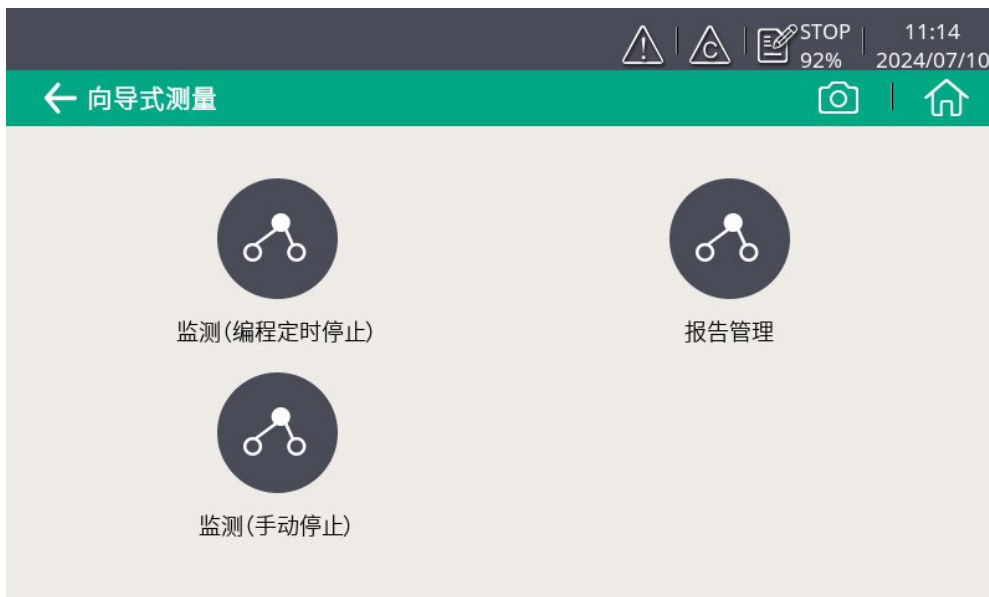 STOP 11:14
92% 2024/07/10
向导式测量
监测(编程定时停止)
报告管理
监测(手动停止)